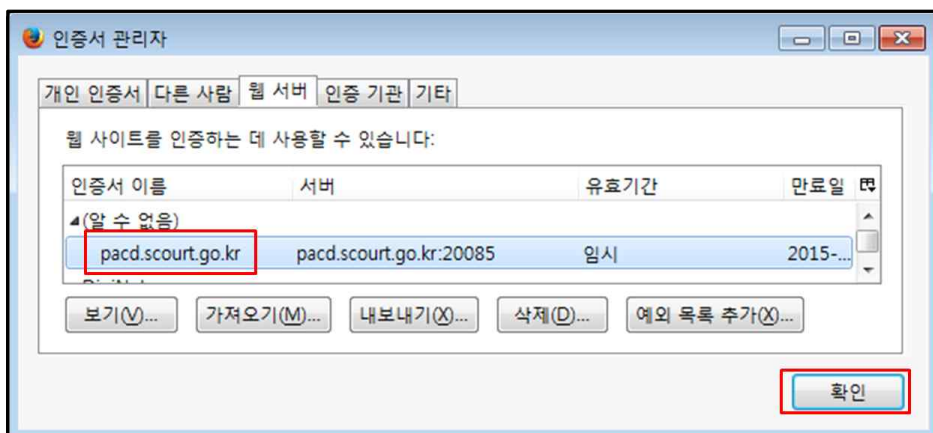 인증서 관리자
개인 인증서 다른 사람 웹 서버 인증 기관 기타
웹 사이트를 인증하는 데 사용할 수 있습니다:
인증서 이름 서버 유효기간 만료일
(알 수 없음)
pacd.scourt.go.kr pacd.scourt.go.kr:20085 임시 2015-...
보기(V)... 가져오기(M)... 내보내기(X)... 삭제(D)... 예외 목록 추가(X)...
확인